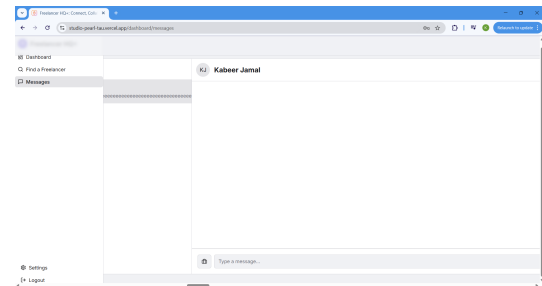 Freelancer HQ+: Connect, Coll
studio-pearl-tau.vercel.app/dashboard/messages
Relaunch to update
Dashboard
Find a Freelancer
Messages
KJ Kabeer Jamal
Type a message...
Settings
Logout